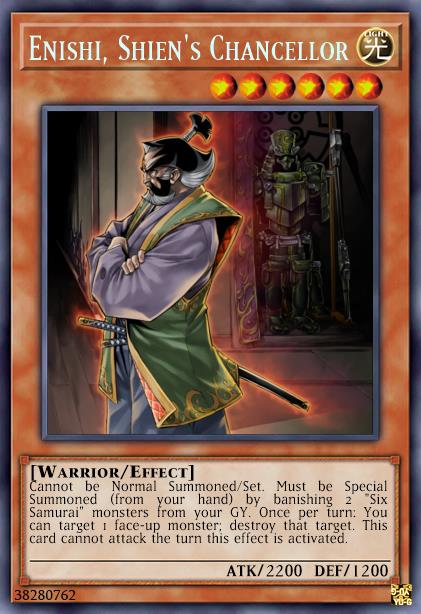 Enishi, Shien's Chancellor
LIGHT
光
[Warrior/Effect]
Cannot be Normal Summoned/Set. Must be Special
Summoned (from your hand) by banishing 2 "Six
Samurai" monsters from your GY. Once per turn: You
can target 1 face-up monster; destroy that target. This
card cannot attack the turn this effect is activated.
ATK/2200 DEF/1200
38280762